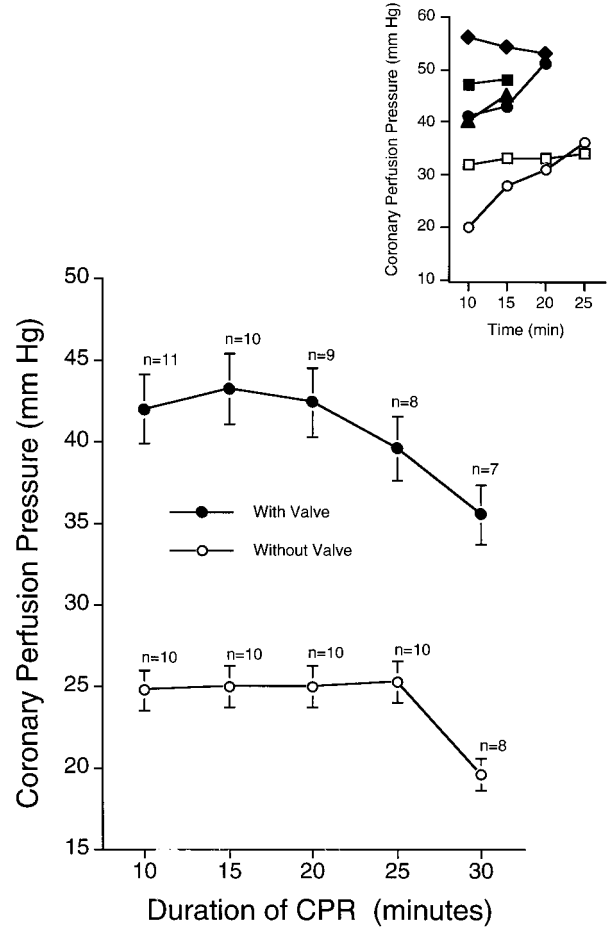 Coronary Perfusion Pressure (mm Hg)
60
50
40
30
20
10
10 15 20 25
Time (min)
Coronary Perfusion Pressure (mm Hg)
50
45
40
35
30
25
20
15
n=11
n=10
n=9
n=8
n=7
With Valve
Without Valve
n=10
n=10
n=10
n=10
n=8
10 15 20 25 30
Duration of CPR (minutes)